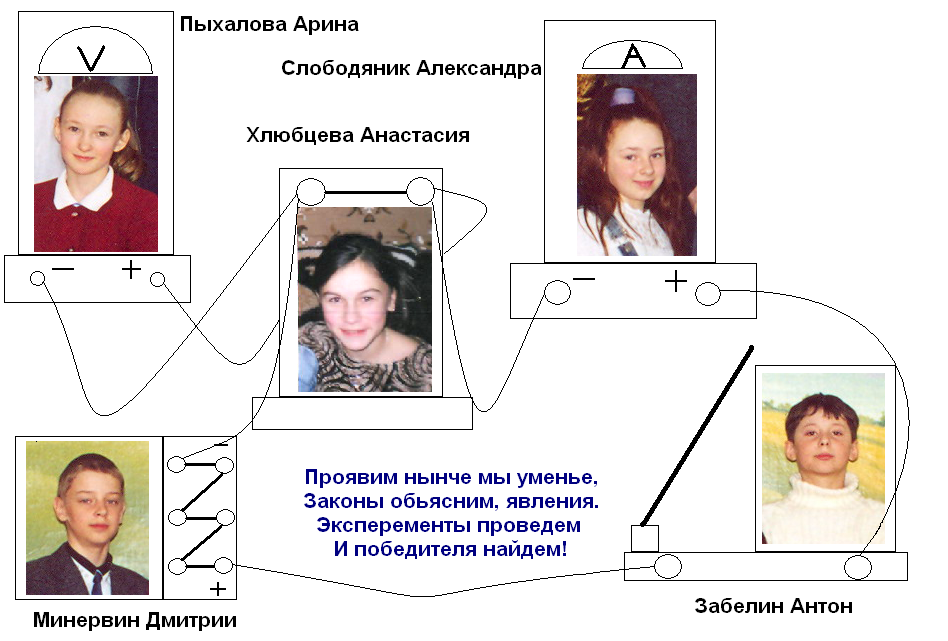 Пыхалова Арина
V
А
Слободяник Александра
Хлюбцева Анастасия
− +
− +
−
Проявим нынче мы уменье,
Законы обьясним, явления.
Эксперементы проведем
И победителя найдем!
+
Забелин Антон
Минервин Дмитрии